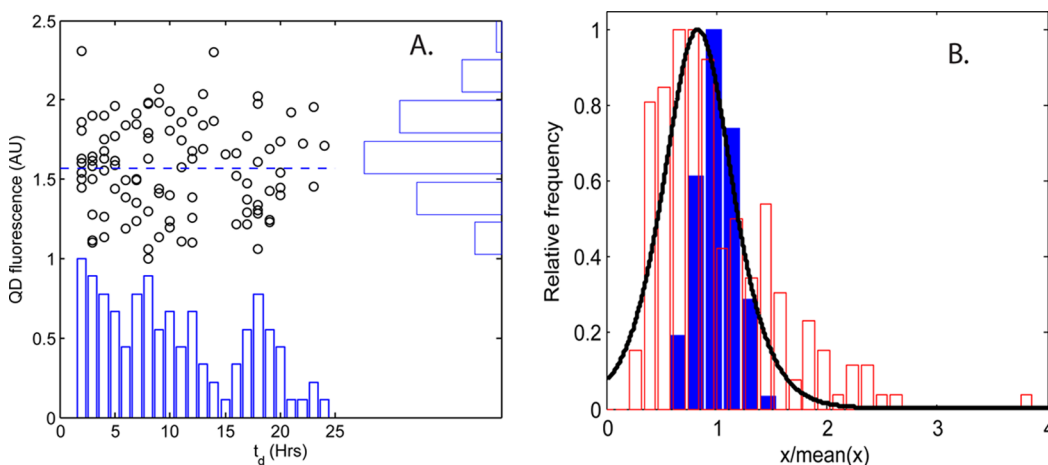 A.
QD fluorescence (AU)
2.5
2
1.5
1
0.5
0
0 5 10 15 20 25
t_d (Hrs)
B.
Relative frequency
1
0.8
0.6
0.4
0.2
0
0 1 2 3 4
x/mean(x)